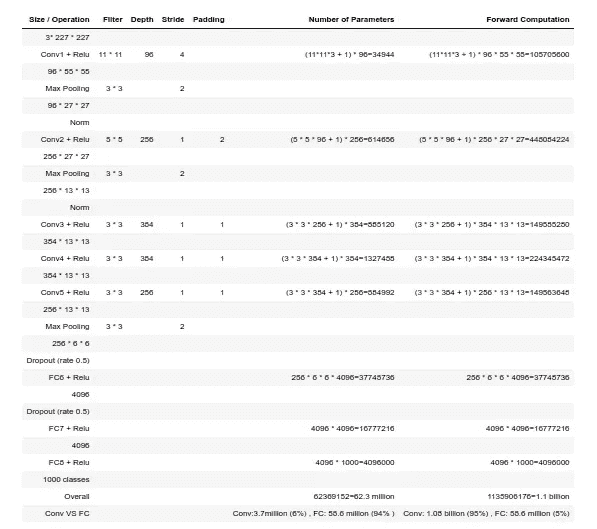 Size / Operation Filter Depth Stride Padding Number of Parameters Forward Computation
3* 227 * 227
Conv1 + Relu 11 * 11 96 4 (11*11*3 + 1) * 96=34944 (11*11*3 + 1) * 96 * 55 * 55=105705600
96 * 55 * 55
Max Pooling 3 * 3 2
96 * 27 * 27
Norm
Conv2 + Relu 5 * 5 256 1 2 (5 * 5 * 96 + 1) * 256=614656 (5 * 5 * 96 + 1) * 256 * 27 * 27=448084224
256 * 27 * 27
Max Pooling 3 * 3 2
256 * 13 * 13
Norm
Conv3 + Relu 3 * 3 384 1 1 (3 * 3 * 256 + 1) * 384=885120 (3 * 3 * 256 + 1) * 384 * 13 * 13=149585280
384 * 13 * 13
Conv4 + Relu 3 * 3 384 1 1 (3 * 3 * 384 + 1) * 384=1327488 (3 * 3 * 384 + 1) * 384 * 13 * 13=224345472
384 * 13 * 13
Conv5 + Relu 3 * 3 256 1 1 (3 * 3 * 384 + 1) * 256=884992 (3 * 3 * 384 + 1) * 256 * 13 * 13=149563648
256 * 13 * 13
Max Pooling 3 * 3 2
256 * 6 * 6
Dropout (rate 0.5)
FC6 + Relu 256 * 6 * 6 * 4096=37748736 256 * 6 * 6 * 4096=37748736
4096
Dropout (rate 0.5)
FC7 + Relu 4096 * 4096=16777216 4096 * 4096=16777216
4096
FC8 + Relu 4096 * 1000=4096000 4096 * 1000=4096000
1000 classes
Overall 62369152=62.3 million 1135906176=1.1 billion
Conv VS FC Conv:3.7million (6%) , FC: 58.6 million (94% ) Conv: 1.08 billion (95%) , FC: 58.6 million (5%)